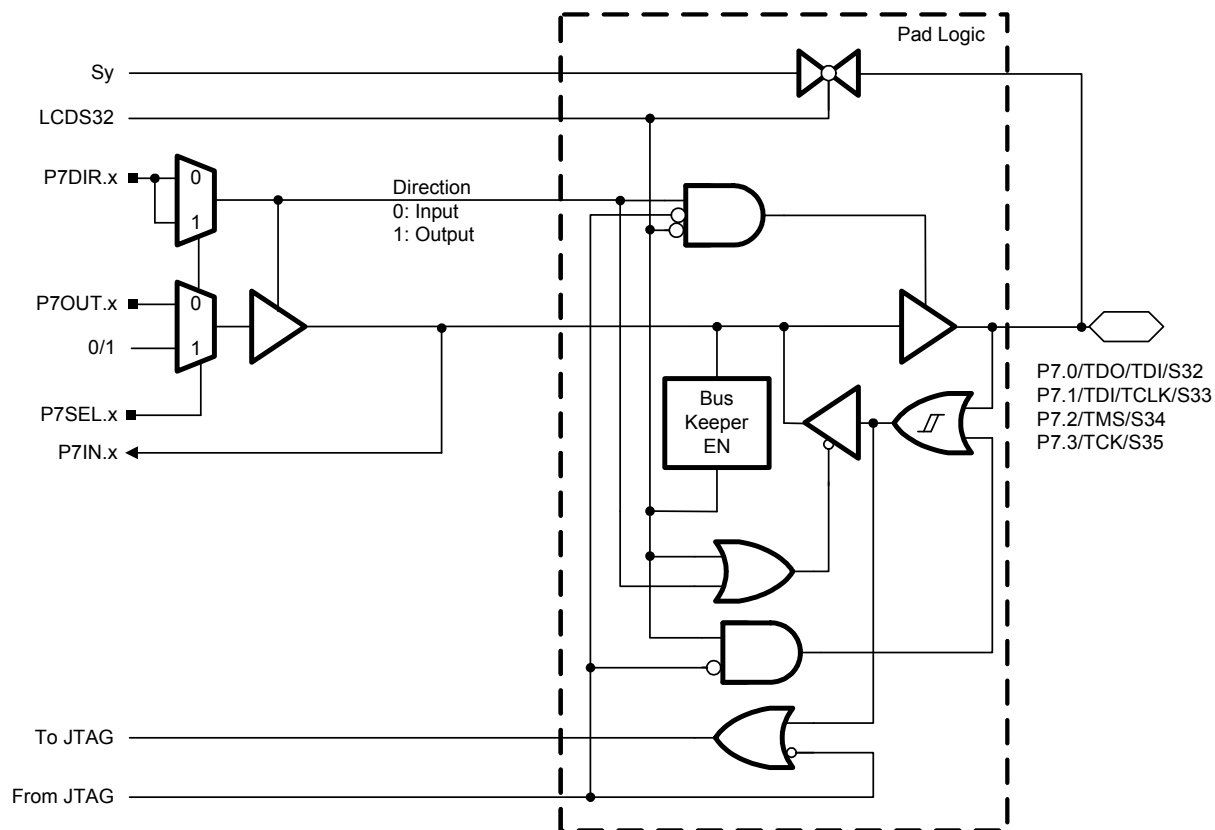 Pad Logic
Sy
LCDS32
P7DIR.x
0
1
Direction
0: Input
1: Output
P7OUT.x
0
0/1
1
P7SEL.x
P7IN.x
Bus
Keeper
EN
P7.0/TDO/TDI/S32
P7.1/TDI/TCLK/S33
P7.2/TMS/S34
P7.3/TCK/S35
To JTAG
From JTAG